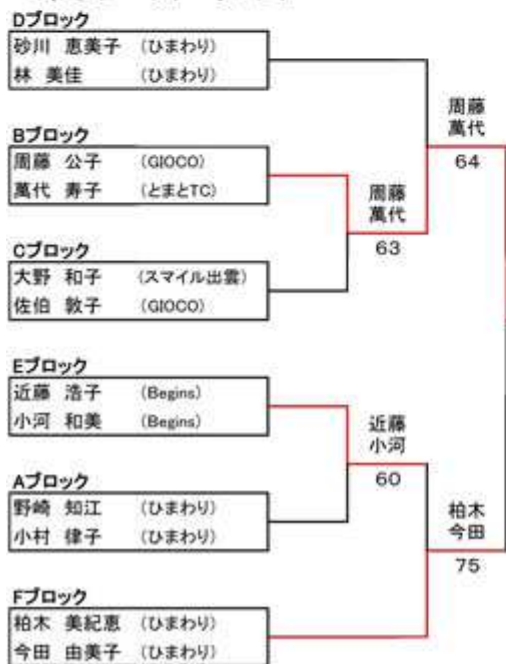 Dブロック
砂川 恵美子 (ひまわり)
林 美佳 (ひまわり)
Bブロック
周藤 公子 (GIOCO)
萬代 寿子 (とまとTC)
Cブロック
大野 和子 (スマイル出雲)
佐伯 敦子 (GIOCO)
Eブロック
近藤 浩子 (Begins)
小河 和美 (Begins)
Aブロック
野崎 知江 (ひまわり)
小村 律子 (ひまわり)
Fブロック
柏木 美紀恵 (ひまわり)
今田 由美子 (ひまわり)
周藤
萬代
63
近藤
小河
60
周藤
萬代
64
柏木
今田
75